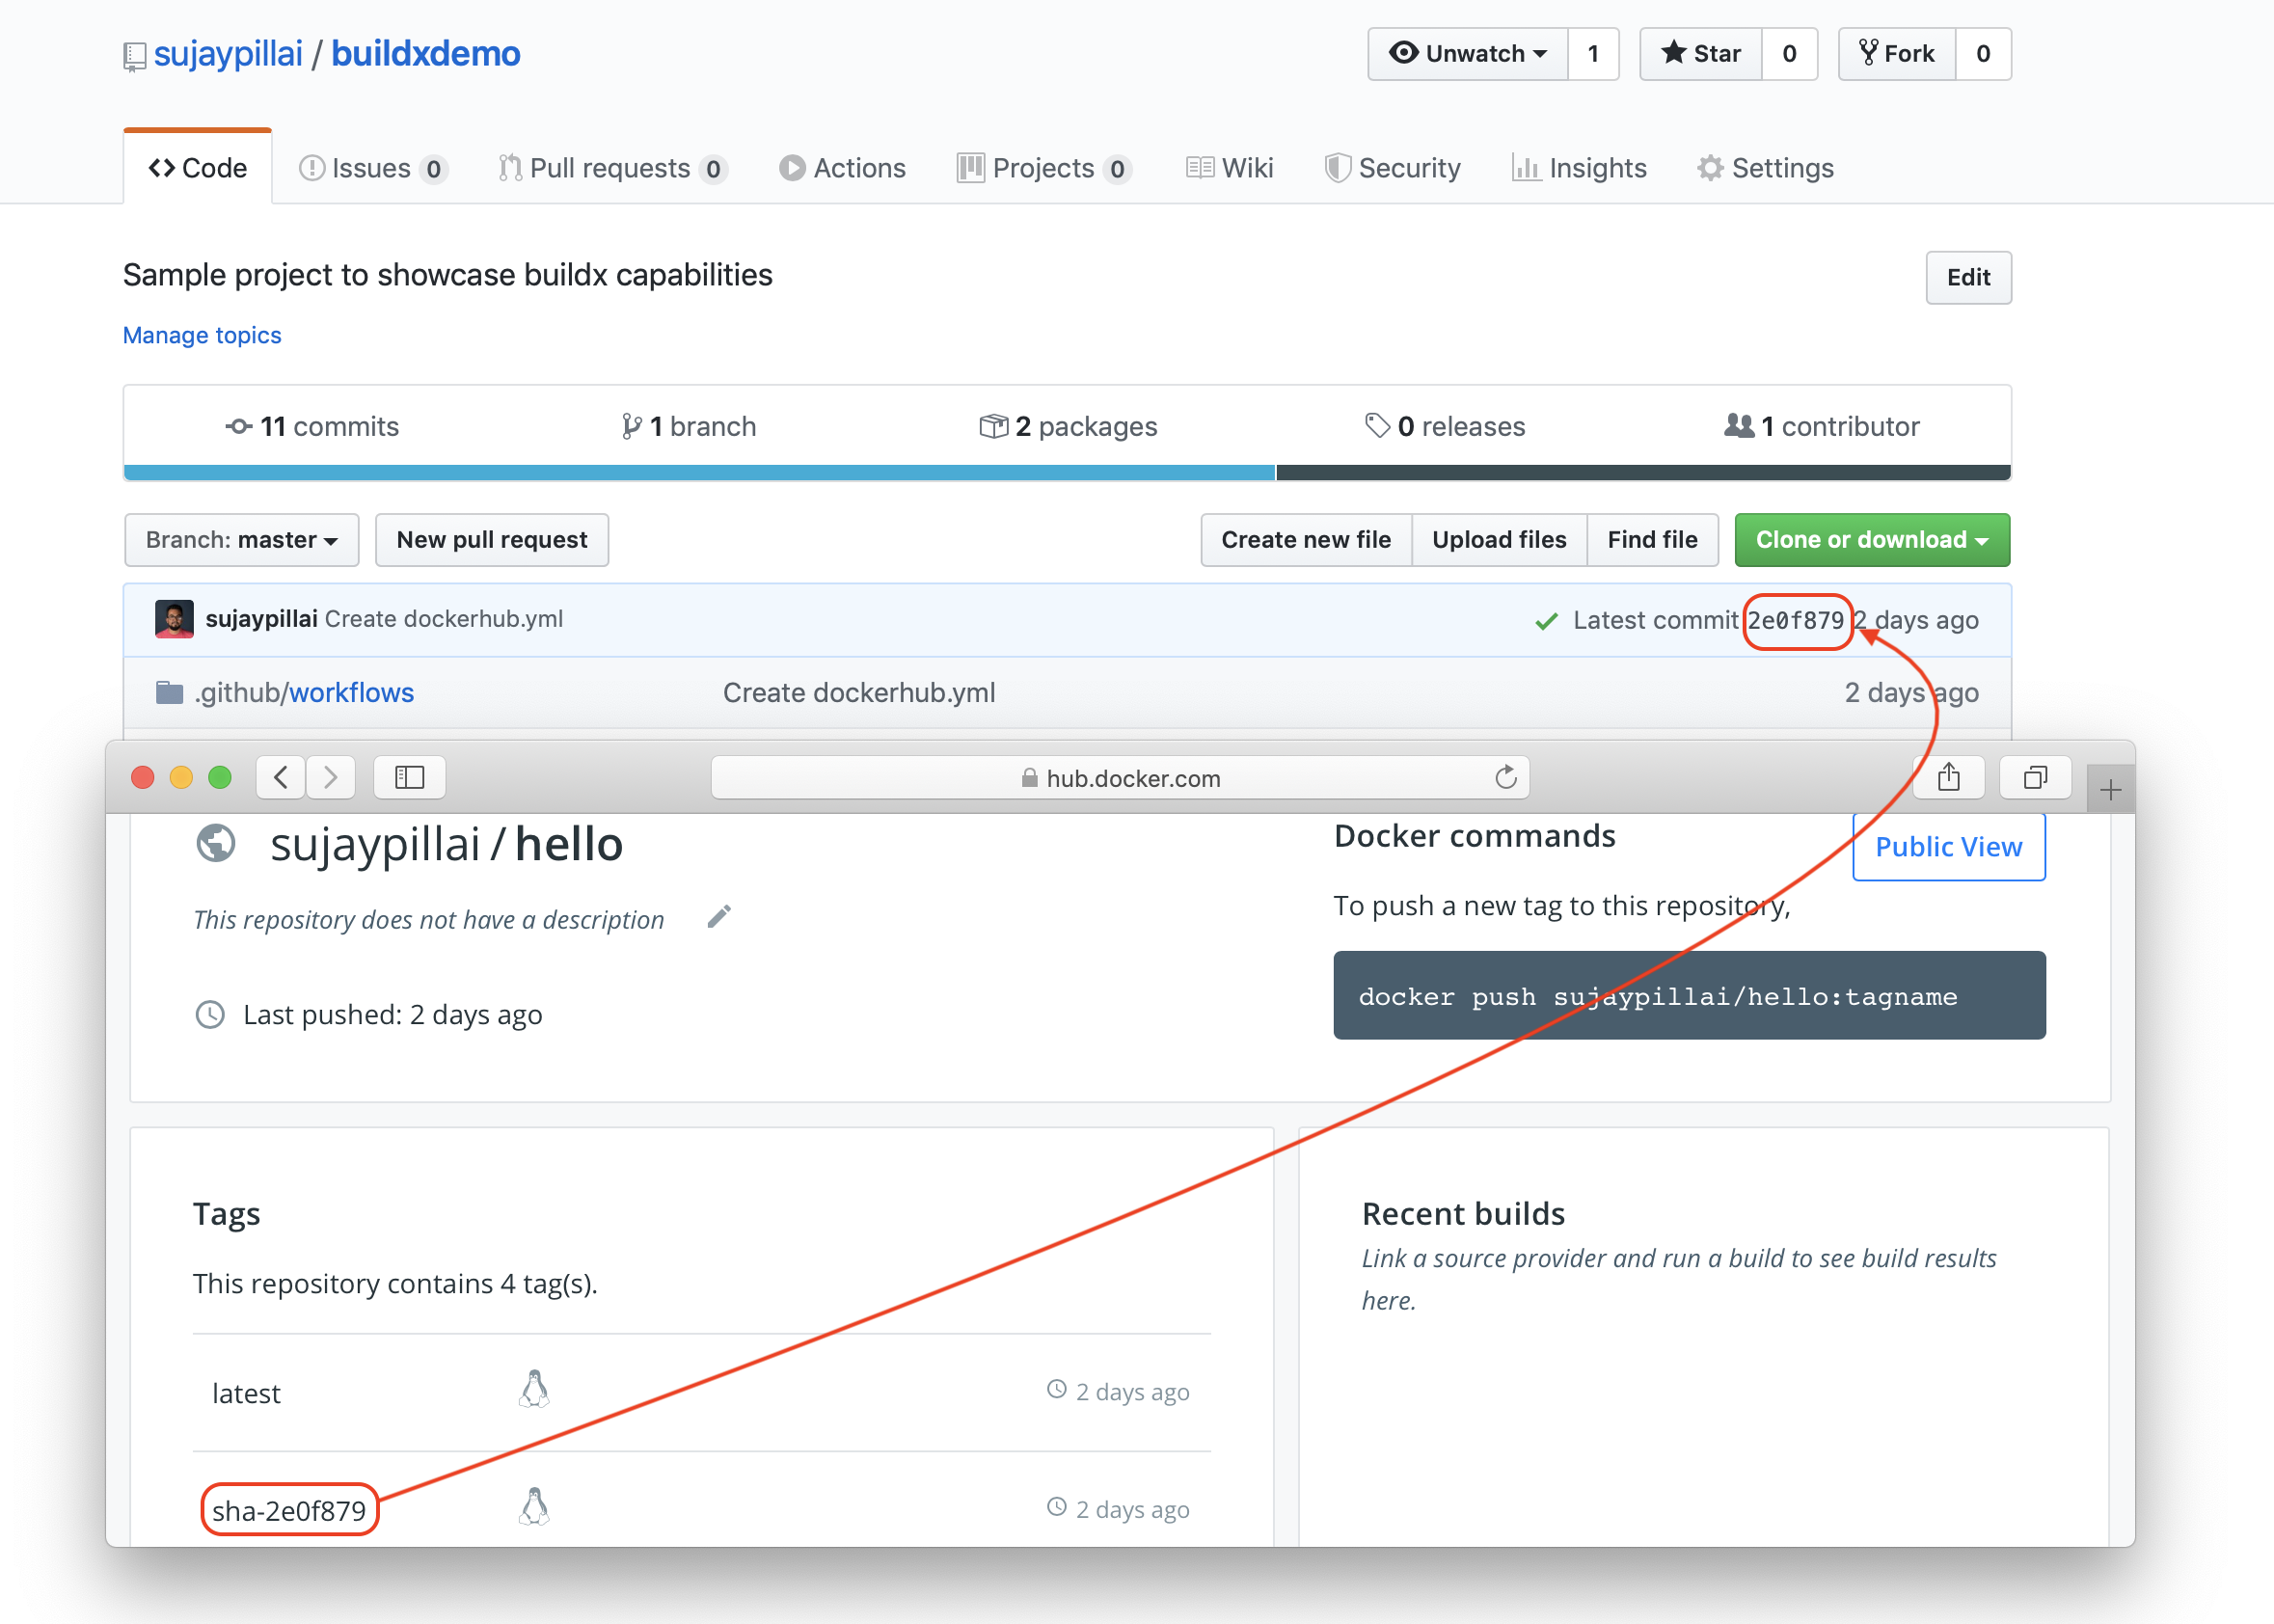 sujaypillai / buildxdemo
Unwatch 1 Star 0 Fork 0
Code Issues 0 Pull requests 0 Actions Projects 0 Wiki Security Insights Settings
Sample project to showcase buildx capabilities
Edit
Manage topics
11 commits 1 branch 2 packages 0 releases 1 contributor
Branch: master New pull request Create new file Upload files Find file Clone or download
sujaypillai Create dockerhub.yml Latest commit 2e0f879 2 days ago
.github/workflows Create dockerhub.yml 2 days ago
hub.docker.com
sujaypillai / hello
Docker commands
Public View
This repository does not have a description
To push a new tag to this repository,
docker push sujaypillai/hello:tagname
Last pushed: 2 days ago
Tags
This repository contains 4 tag(s).
latest 2 days ago
sha-2e0f879 2 days ago
Recent builds
Link a source provider and run a build to see build results
here.